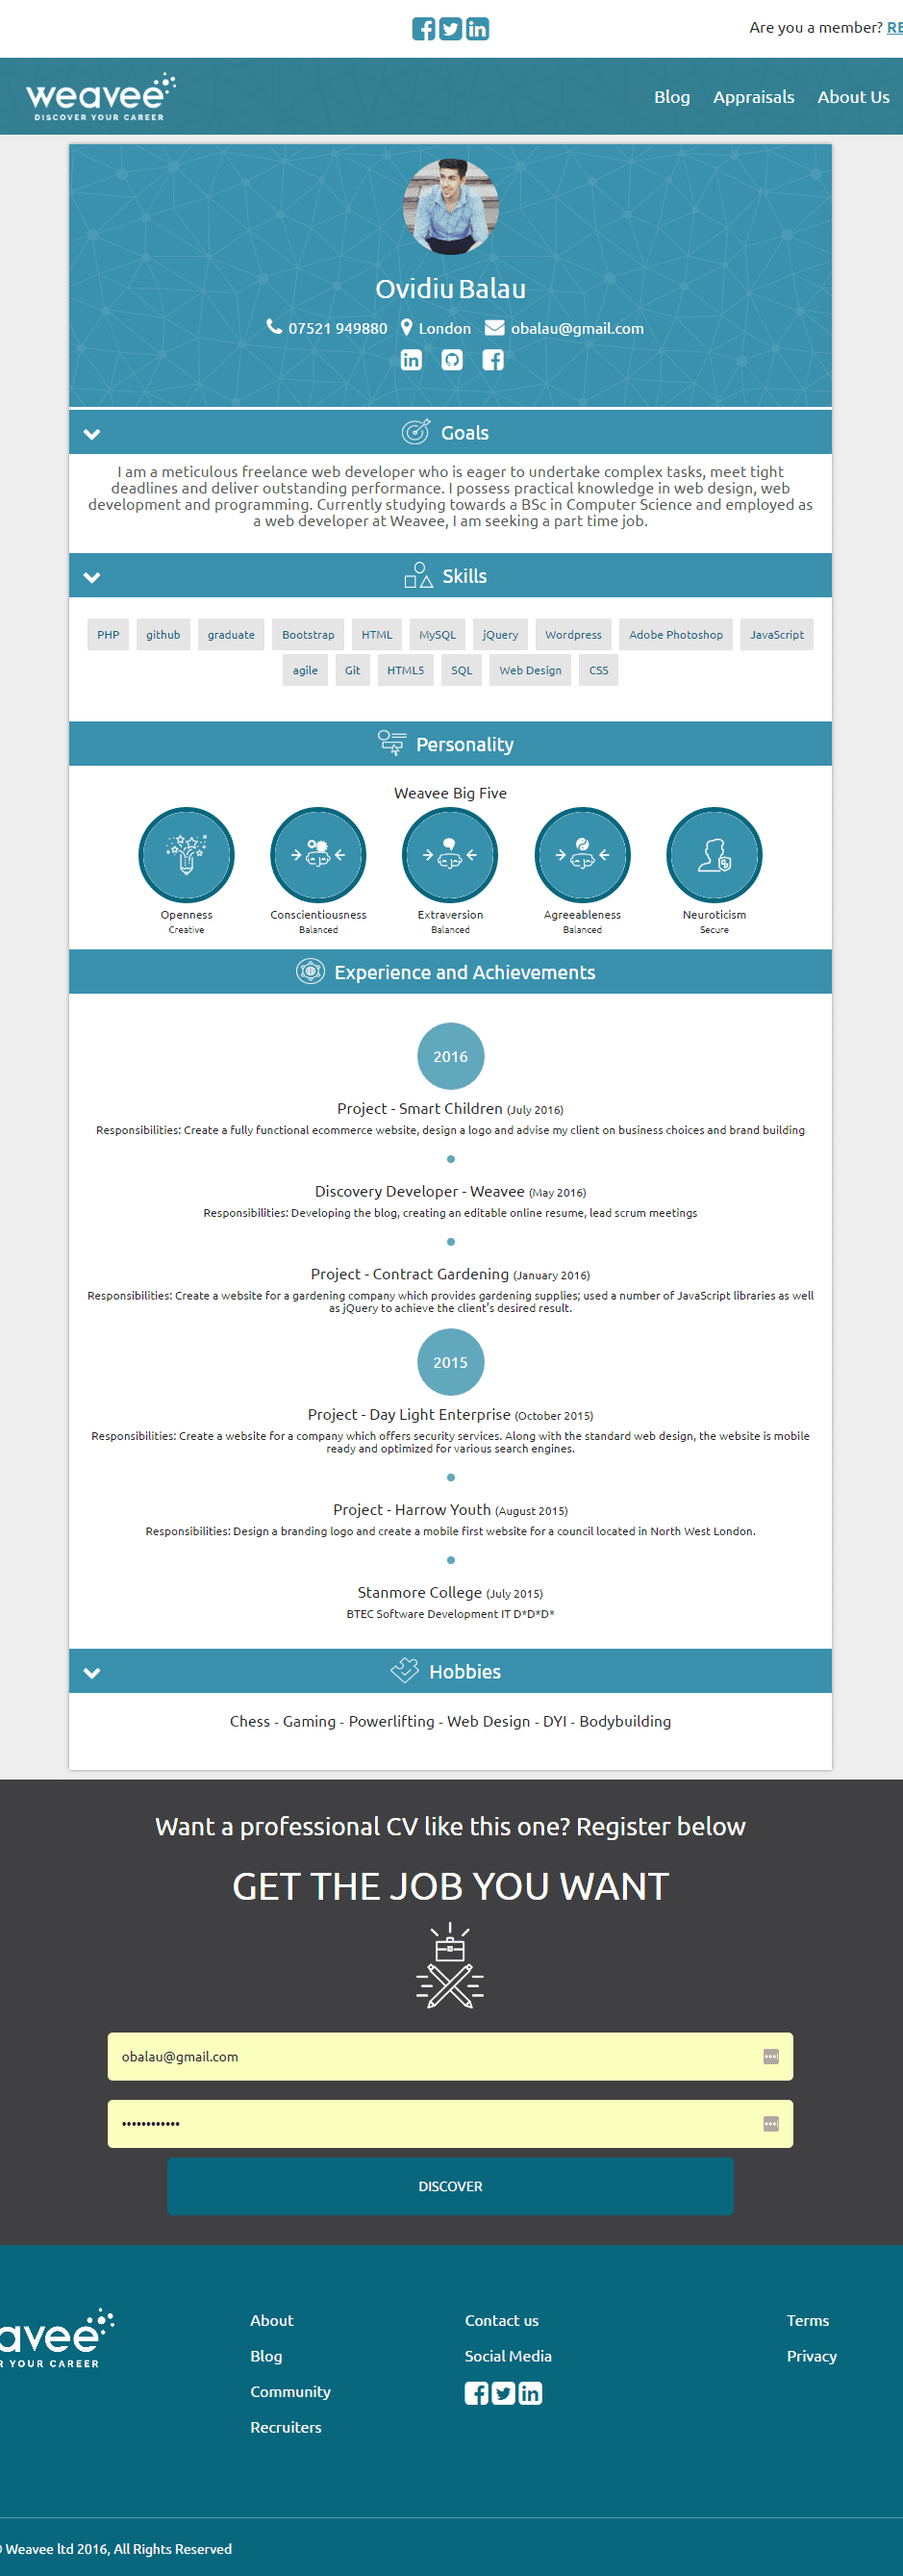 Are you a member? RE
weavee
DISCOVER YOUR CAREER
Blog Appraisals About Us
Ovidiu Balau
07521 949880 London obalau@gmail.com
Goals
I am a meticulous freelance web developer who is eager to undertake complex tasks, meet tight
deadlines and deliver outstanding performance. I possess practical knowledge in web design, web
development and programming. Currently studying towards a BSc in Computer Science and employed as
a web developer at Weavee, I am seeking a part time job.
Skills
PHP github graduate Bootstrap HTML MySQL jQuery Wordpress Adobe Photoshop JavaScript
agile Git HTML5 SQL Web Design CSS
Personality
Weavee Big Five
Openness Conscientiousness Extraversion Agreeableness Neuroticism
Creative Balanced Balanced Balanced Secure
Experience and Achievements
2016
Project - Smart Children (July 2016)
Responsibilities: Create a fully functional ecommerce website, design a logo and advise my client on business choices and brand building
Discovery Developer - Weavee (May 2016)
Responsibilities: Developing the blog, creating an editable online resume, lead scrum meetings
Project - Contract Gardening (January 2016)
Responsibilities: Create a website for a gardening company which provides gardening supplies; used a number of JavaScript libraries as well
as jQuery to achieve the client's desired result.
2015
Project - Day Light Enterprise (October 2015)
Responsibilities: Create a website for a company which offers security services. Along with the standard web design, the website is mobile
ready and optimized for various search engines.
Project - Harrow Youth (August 2015)
Responsibilities: Design a branding logo and create a mobile first website for a council located in North West London.
Stanmore College (July 2015)
BTEC Software Development IT D*D*D*
Hobbies
Chess - Gaming - Powerlifting - Web Design - DYI - Bodybuilding
Want a professional CV like this one? Register below
GET THE JOB YOU WANT
obalau@gmail.com
••••••••••••
DISCOVER
avee
R YOUR CAREER
About Contact us Terms
Blog Social Media Privacy
Community
Recruiters
© Weavee ltd 2016, All Rights Reserved